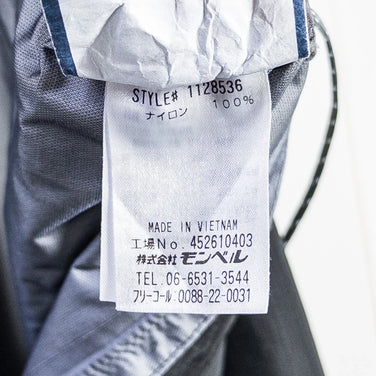 STYLE# 1128536
ナイロン 100%
MADE IN VIETNAM
工場No. 452610403
株式会社 モンベル
TEL. 06-6531-3544
フリーコール: 0088-22-0031